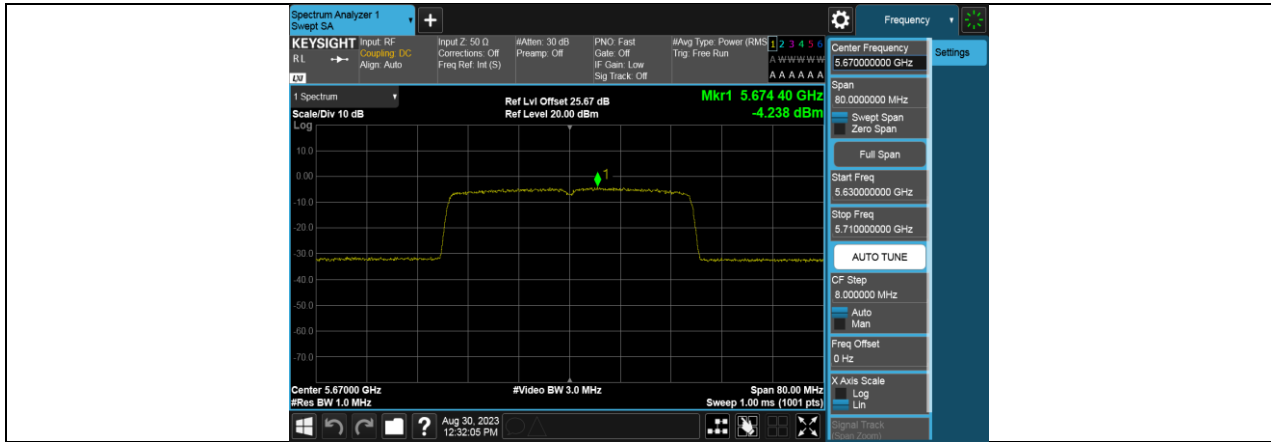 Spectrum Analyzer 1
Swept SA
+
Frequency
KEYSIGHT
R L
LXI
Input: RF
Coupling: DC
Align: Auto
Input Z: 50 Ω
Corrections: Off
Freq Ref: Int (S)
#Atten: 30 dB
Preamp: Off
PNO: Fast
Gate: Off
IF Gain: Low
Sig Track: Off
#Avg Type: Power (RMS
Trig: Free Run
1 2 3 4 5 6
A W W W W W
A A A A A A
1 Spectrum
Scale/Div 10 dB
Log
Ref Lvl Offset 25.67 dB
Ref Level 20.00 dBm
Mkr1 5.674 40 GHz
-4.238 dBm
10.0
0.00
-10.0
-20.0
-30.0
-40.0
-50.0
-60.0
-70.0
1
Center 5.67000 GHz
#Res BW 1.0 MHz
#Video BW 3.0 MHz
Span 80.00 MHz
Sweep 1.00 ms (1001 pts)
Center Frequency
5.670000000 GHz
Settings
Span
80.0000000 MHz
Swept Span
Zero Span
Full Span
Start Freq
5.630000000 GHz
Stop Freq
5.710000000 GHz
AUTO TUNE
CF Step
8.000000 MHz
Auto
Man
Freq Offset
0 Hz
X Axis Scale
Log
Lin
Signal Track
(Span Zoom)
?
Aug 30, 2023
12:32:05 PM